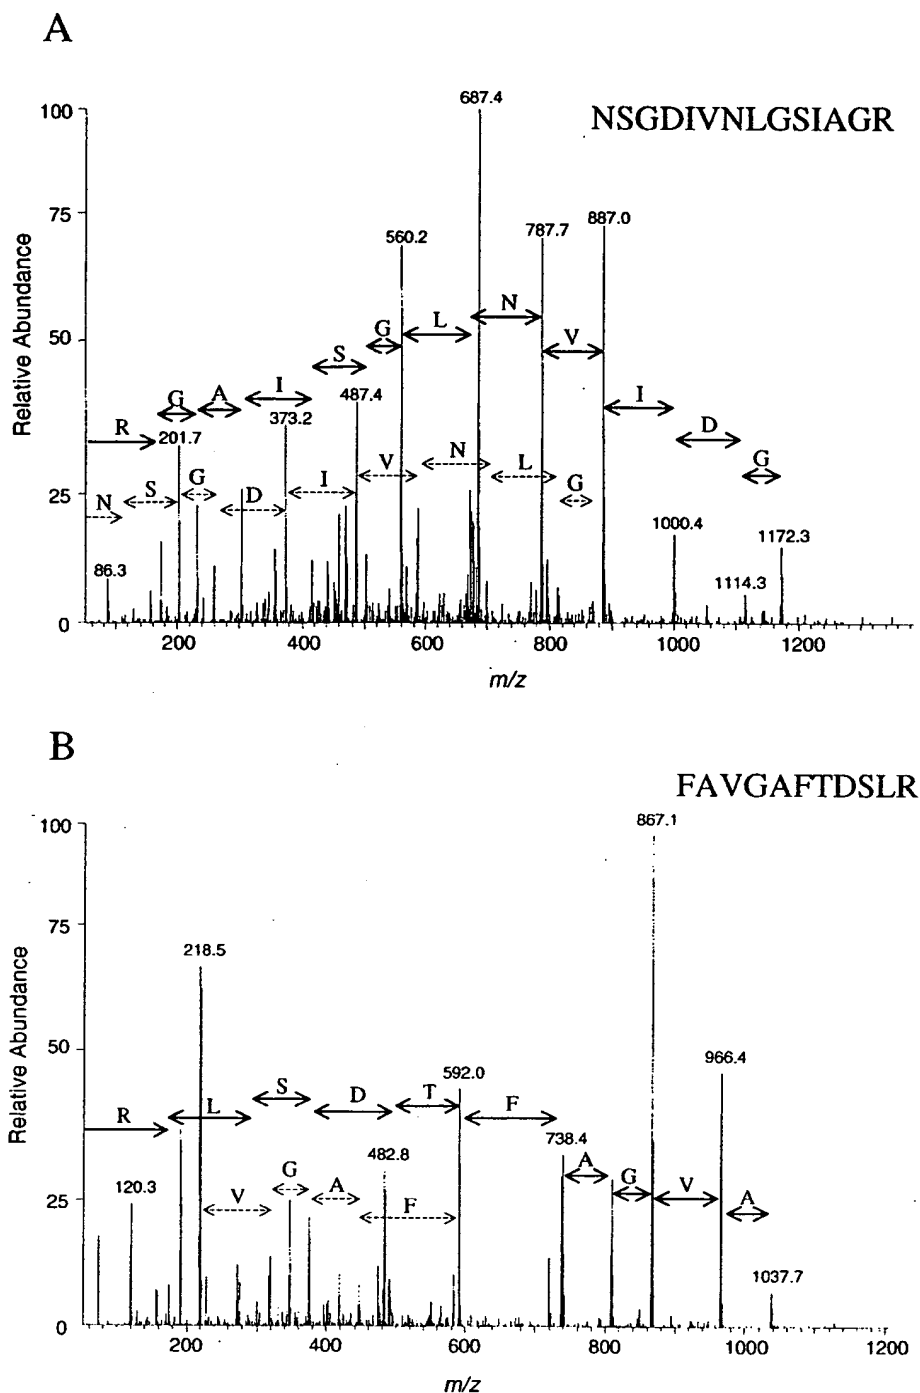 A
NSGDIVNLGSIAGR
Relative Abundance
100
75
50
25
0
687.4
887.0
787.7
560.2
N
L
G
V
S
I
A
G
R
487.4
373.2
201.7
I
D
G
N
S
G
D
I
V
N
L
G
86.3
1000.4
1114.3
1172.3
200 400 600 800 1000 1200
m/z
B
FAVGAFTDSLR
Relative Abundance
100
75
50
25
0
867.1
218.5
966.4
592.0
R
L
S
D
T
F
738.4
A
G
V
A
482.8
120.3
V
G
A
F
1037.7
200 400 600 800 1000 1200
m/z